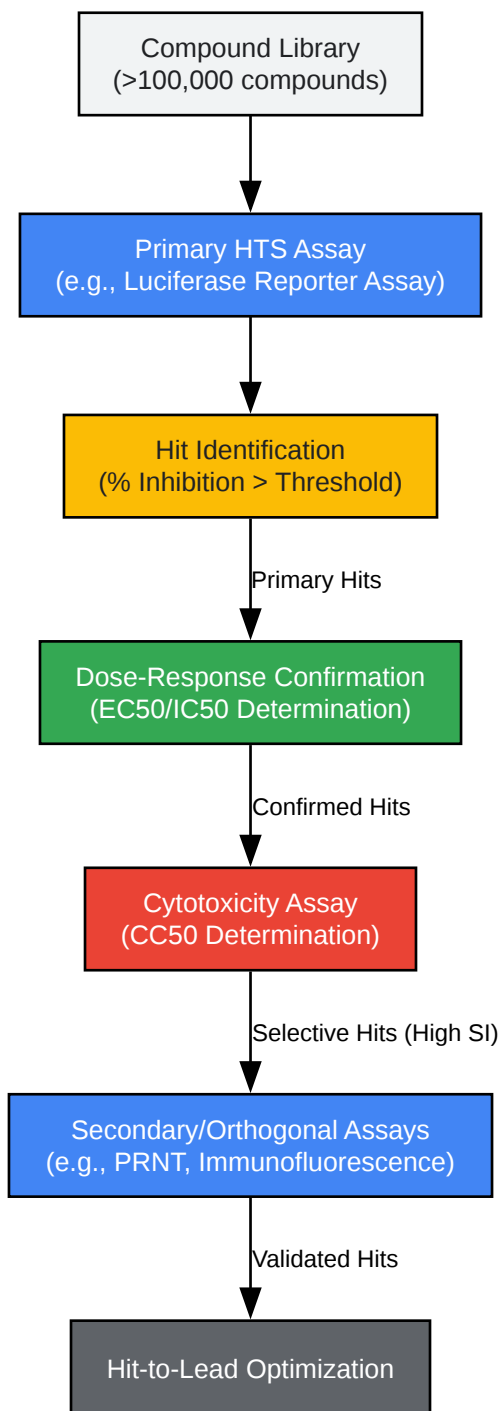 Compound Library
(>100,000 compounds)
Primary HTS Assay
(e.g., Luciferase Reporter Assay)
Hit Identification
(% Inhibition > Threshold)
Primary Hits
Dose-Response Confirmation
(EC50/IC50 Determination)
Confirmed Hits
Cytotoxicity Assay
(CC50 Determination)
Selective Hits (High SI)
Secondary/Orthogonal Assays
(e.g., PRNT, Immunofluorescence)
Validated Hits
Hit-to-Lead Optimization